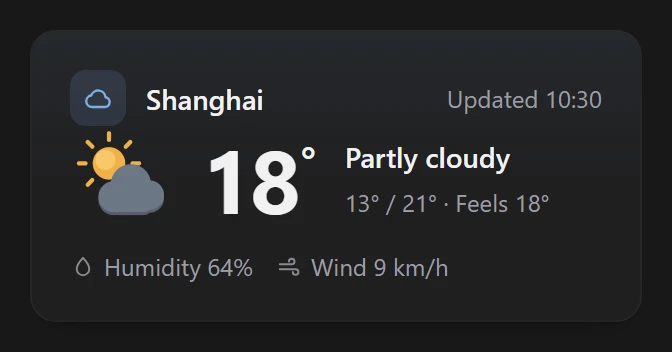 Shanghai
Updated 10:30
18°
Partly cloudy
13° / 21° · Feels 18°
Humidity 64%
Wind 9 km/h